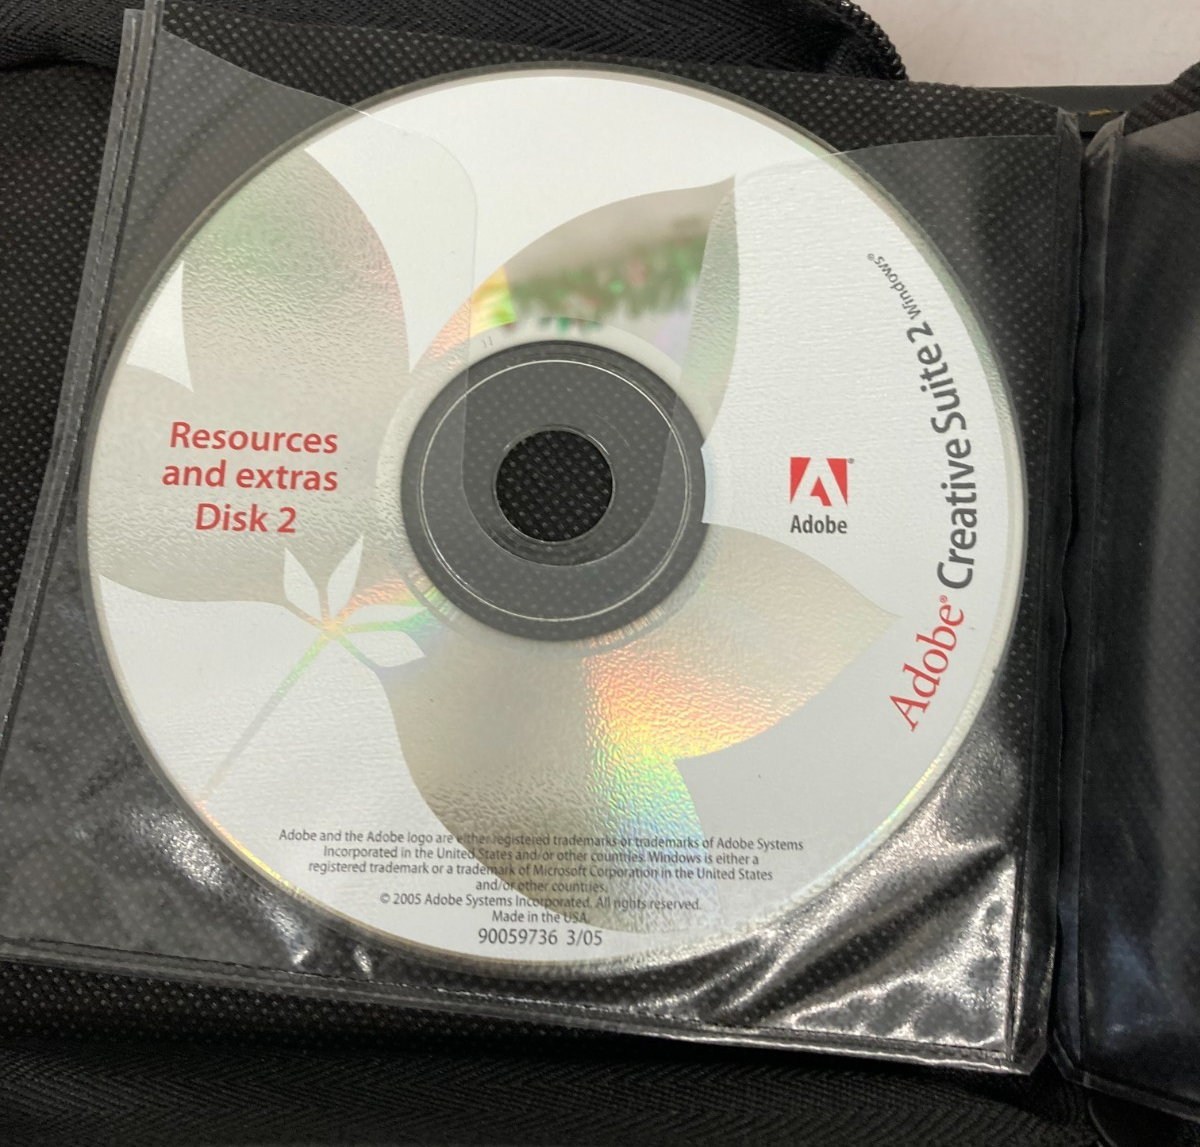 Resources
and extras
Disk 2
Adobe
Adobe® Creative Suite 2 Windows®
Adobe and the Adobe logo are either registered trademarks or trademarks of Adobe Systems
Incorporated in the United States and/or other countries. Windows is either a
registered trademark or a trademark of Microsoft Corporation in the United States
and/or other countries.
© 2005 Adobe Systems Incorporated. All rights reserved.
Made in the USA.
90059736 3/05